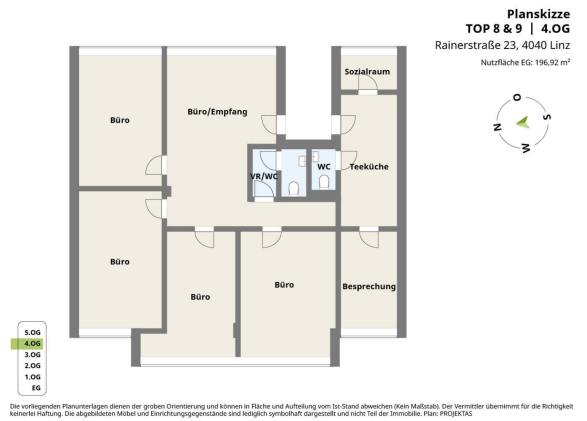 Planskizze
TOP 8 & 9 | 4.OG
Rainerstraße 23, 4040 Linz
Nutzfläche EG: 196,92 m²
O
S
N
W
Sozialraum
Büro
Büro/Empfang
VR/WC
WC
Teeküche
Büro
Büro
Büro
Besprechung
5.OG
4.OG
3.OG
2.OG
1.OG
EG
Die vorliegenden Planunterlagen dienen der groben Orientierung und können in Fläche und Aufteilung vom Ist-Stand abweichen (Kein Maßstab). Der Vermittler übernimmt für die Richtigkeit
keinerlei Haftung. Die abgebildeten Möbel und Einrichtungsgegenstände sind lediglich symbolhaft dargestellt und nicht Teil der Immobilie. Plan: PROJEKTAS